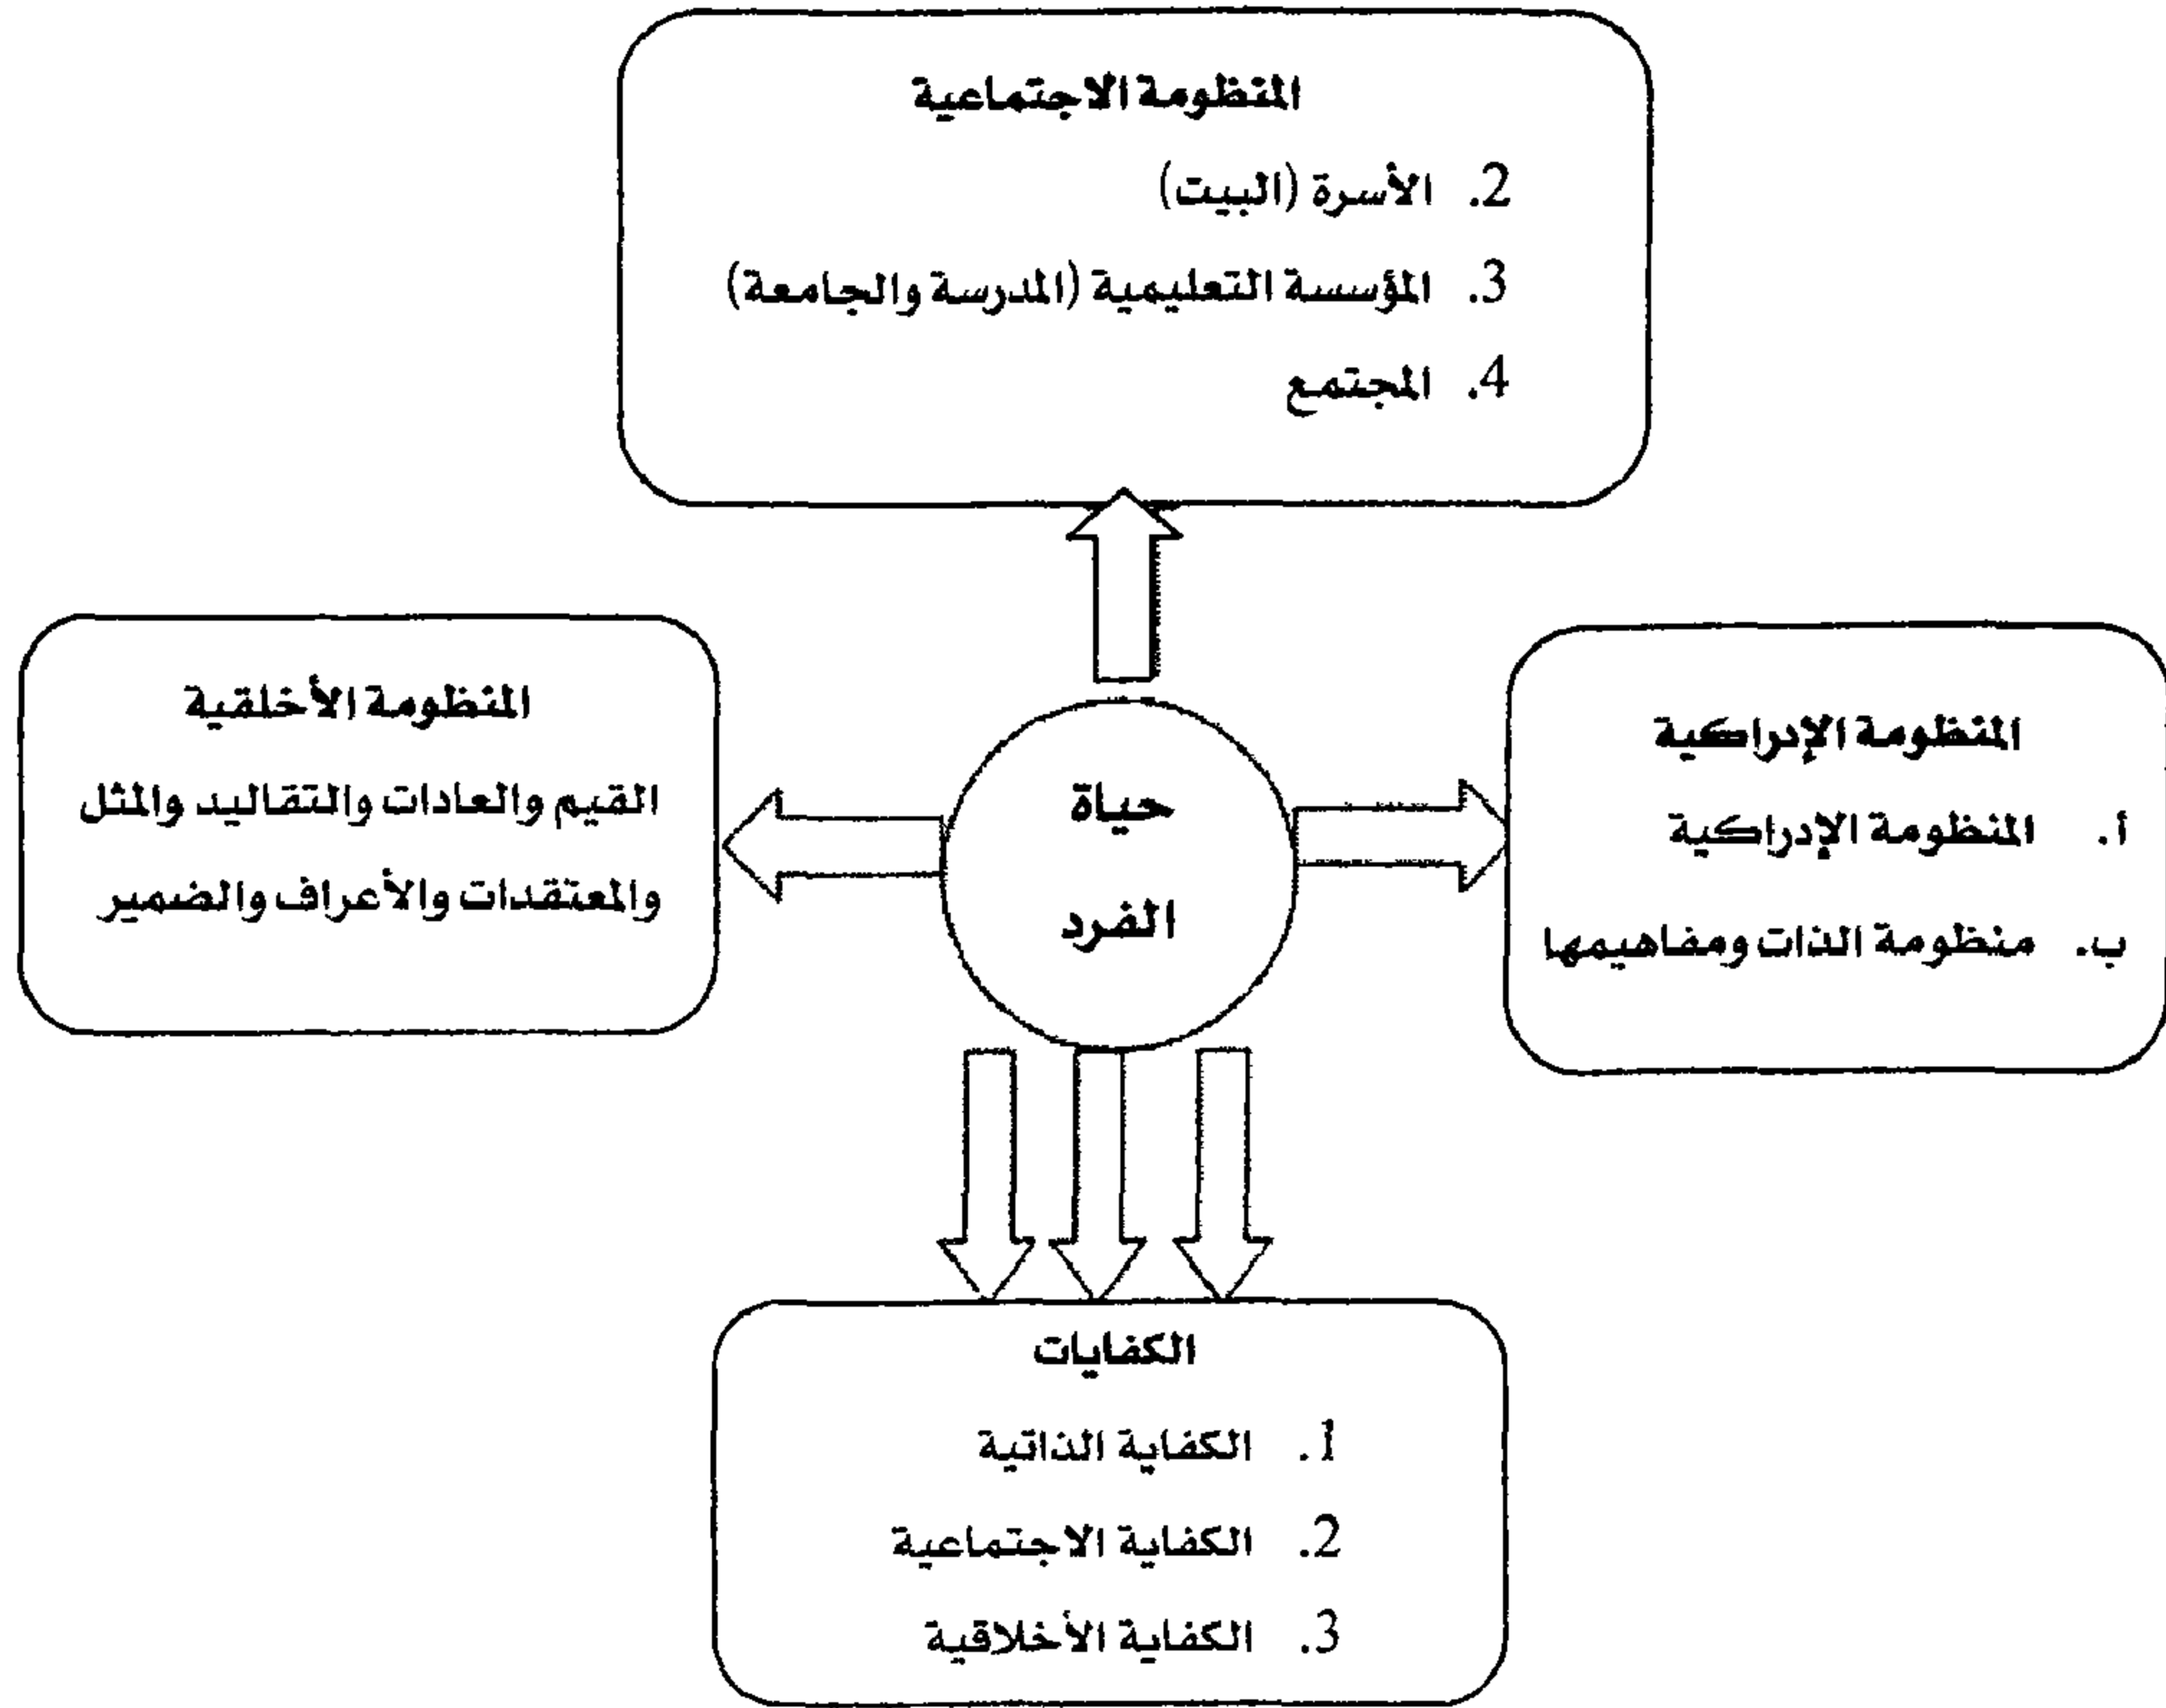 المنظومة الاجتماعية
2. الأسرة (البيت)
3. المؤسسة التعليمية (المدرسة والجامعة)
4. المجتمع
المنظومة الإدراكية
أ. المنظومة الإدراكية
ب. منظومة الذات ومفاهيمها
حياة
الفرد
المنظومة الأخلقية
القيم والعادات والتقاليد والمثل
والمعتقدات والأعراف والضمير
الكفايات
1. الكفاية الذاتية
2. الكفاية الاجتماعية
3. الكفاية الأخلاقية